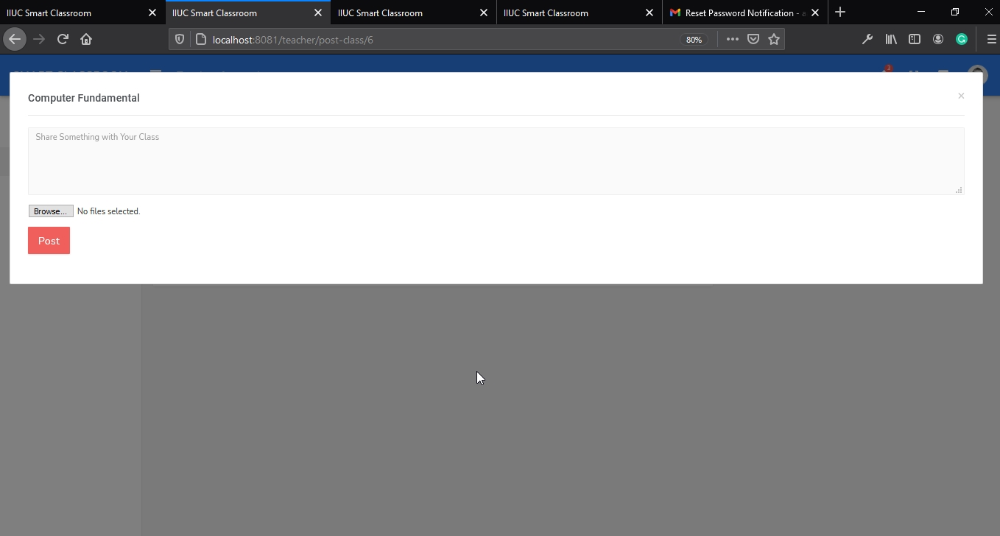 IIUC Smart Classroom
IIUC Smart Classroom
IIUC Smart Classroom
IIUC Smart Classroom
Reset Password Notification - a
localhost:8081/teacher/post-class/6
80%
3
Computer Fundamental
Share Something with Your Class
Browse... No files selected.
Post